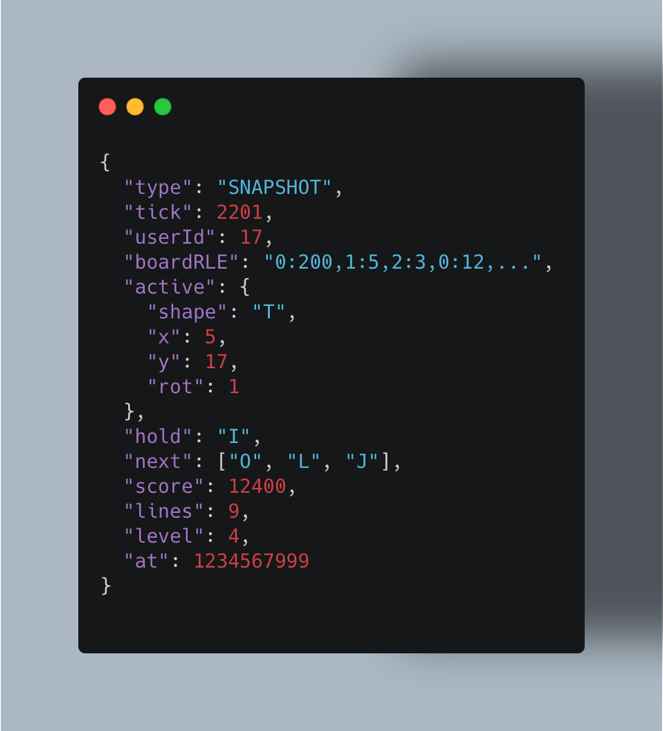 {
  "type": "SNAPSHOT",
  "tick": 2201,
  "userId": 17,
  "boardRLE": "0:200,1:5,2:3,0:12,...",
  "active": {
    "shape": "T",
    "x": 5,
    "y": 17,
    "rot": 1
  },
  "hold": "I",
  "next": ["O", "L", "J"],
  "score": 12400,
  "lines": 9,
  "level": 4,
  "at": 1234567999
}